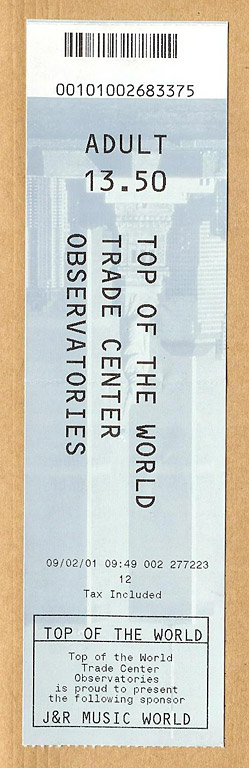 00101002683375
ADULT
13.50
TOP OF THE WORLD
TRADE CENTER
OBSERVATORIES
09/02/01 09:49 002 277223
12
Tax Included
TOP OF THE WORLD
Top of the World
Trade Center
Observatories
is proud to present
the following sponsor
J&R MUSIC WORLD